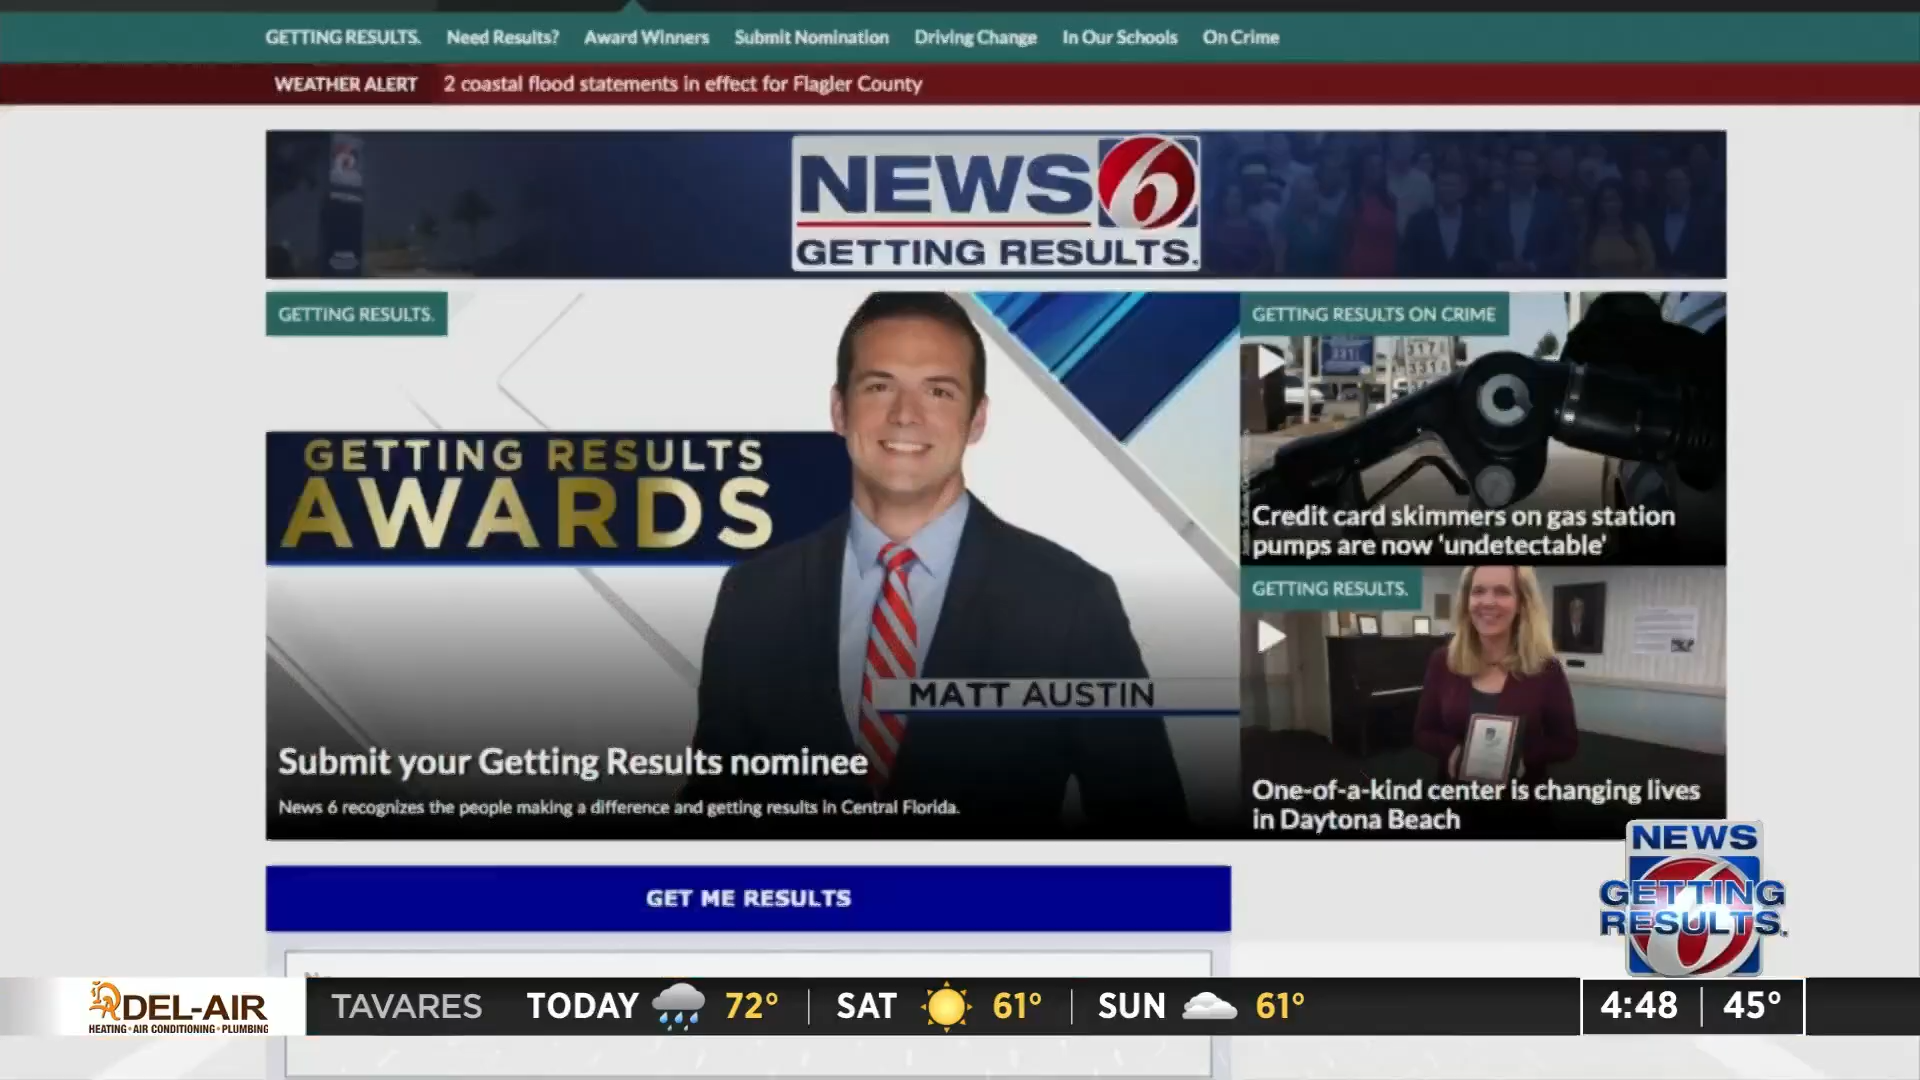 GETTING RESULTS. Need Results? Award Winners Submit Nomination Driving Change In Our Schools On Crime
WEATHER ALERT 2 coastal flood statements in effect for Flagler County
NEWS 6
GETTING RESULTS.
GETTING RESULTS.
GETTING RESULTS
AWARDS
MATT AUSTIN
Submit your Getting Results nominee
News 6 recognizes the people making a difference and getting results in Central Florida.
GETTING RESULTS ON CRIME
Credit card skimmers on gas station
pumps are now 'undetectable'
GETTING RESULTS.
One-of-a-kind center is changing lives
in Daytona Beach
GET ME RESULTS
NEWS
6
GETTING
RESULTS.
DEL-AIR
HEATING • AIR CONDITIONING • PLUMBING
TAVARES TODAY 72° SAT 61° SUN 61°
4:48 45°